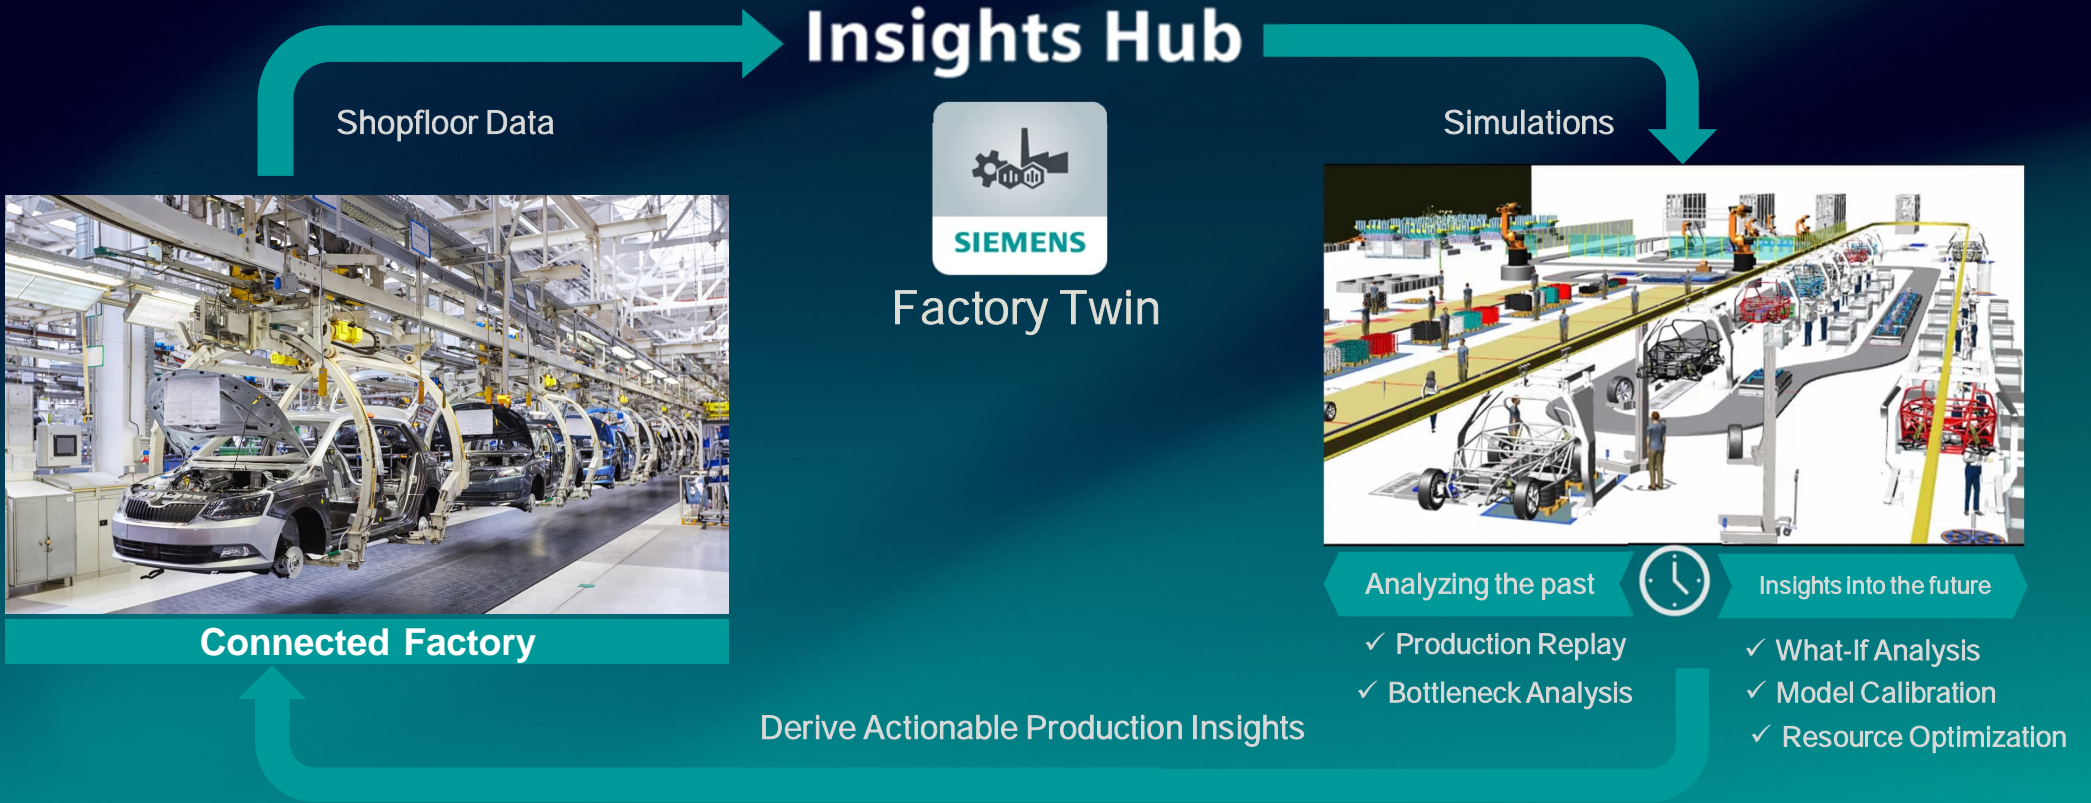 Insights Hub
Shopfloor Data
Simulations
SIEMENS
Factory Twin
Connected Factory
Analyzing the past
Insights into the future
✓ Production Replay
✓ Bottleneck Analysis
✓ What-If Analysis
✓ Model Calibration
✓ Resource Optimization
Derive Actionable Production Insights